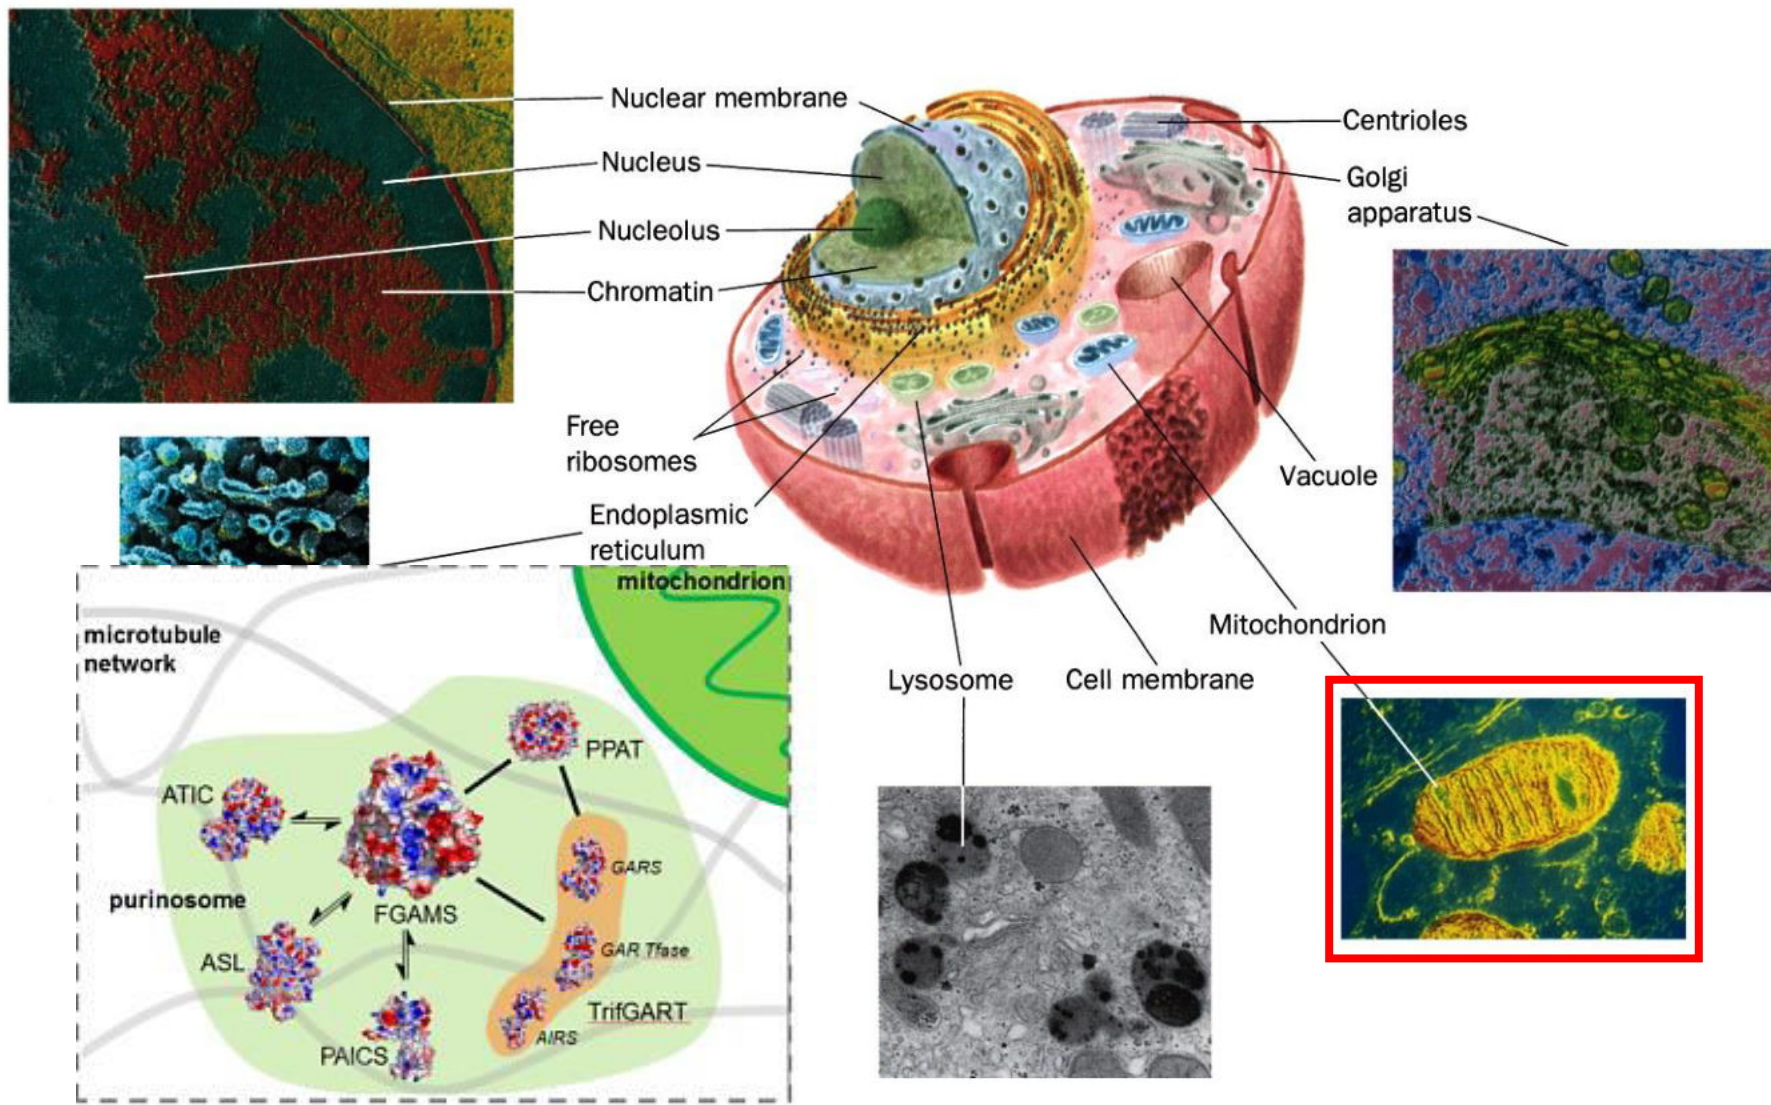 Nuclear membrane
Nucleus
Nucleolus
Chromatin
Free
ribosomes
Endoplasmic
reticulum
Centrioles
Golgi
apparatus
Vacuole
Mitochondrion
Cell membrane
Lysosome
mitochondrion
microtubule
network
PPAT
ATIC
GARS
purinosome
FGAMS
GAR Tfase
ASL
TrifGART
AIRS
PAICS